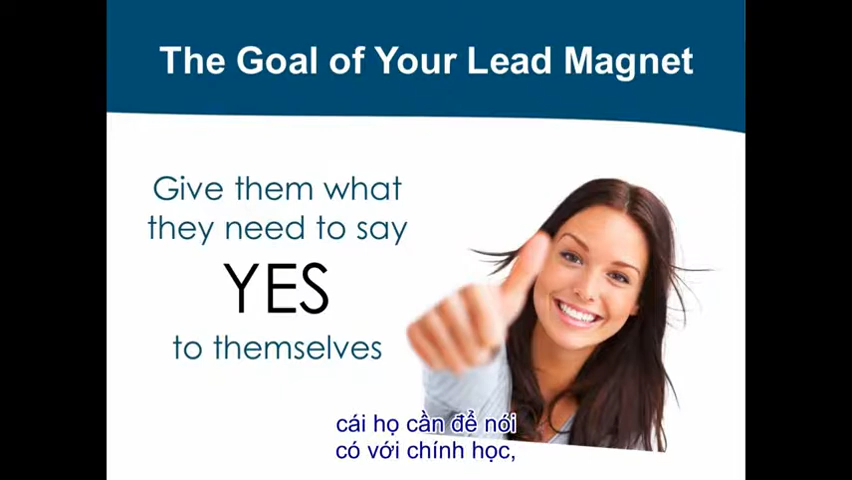 The Goal of Your Lead Magnet
Give them what
they need to say
YES
to themselves
cái họ cần để nói
có với chính học,